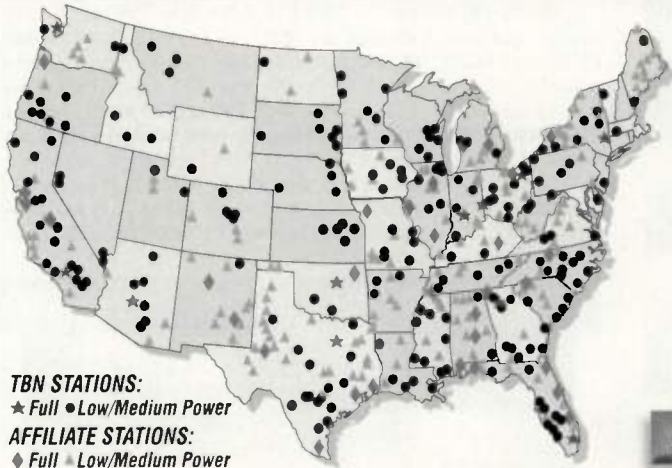 TBN STATIONS:
★ Full ● Low/Medium Power
AFFILIATE STATIONS:
◆ Full ▲ Low/Medium Power